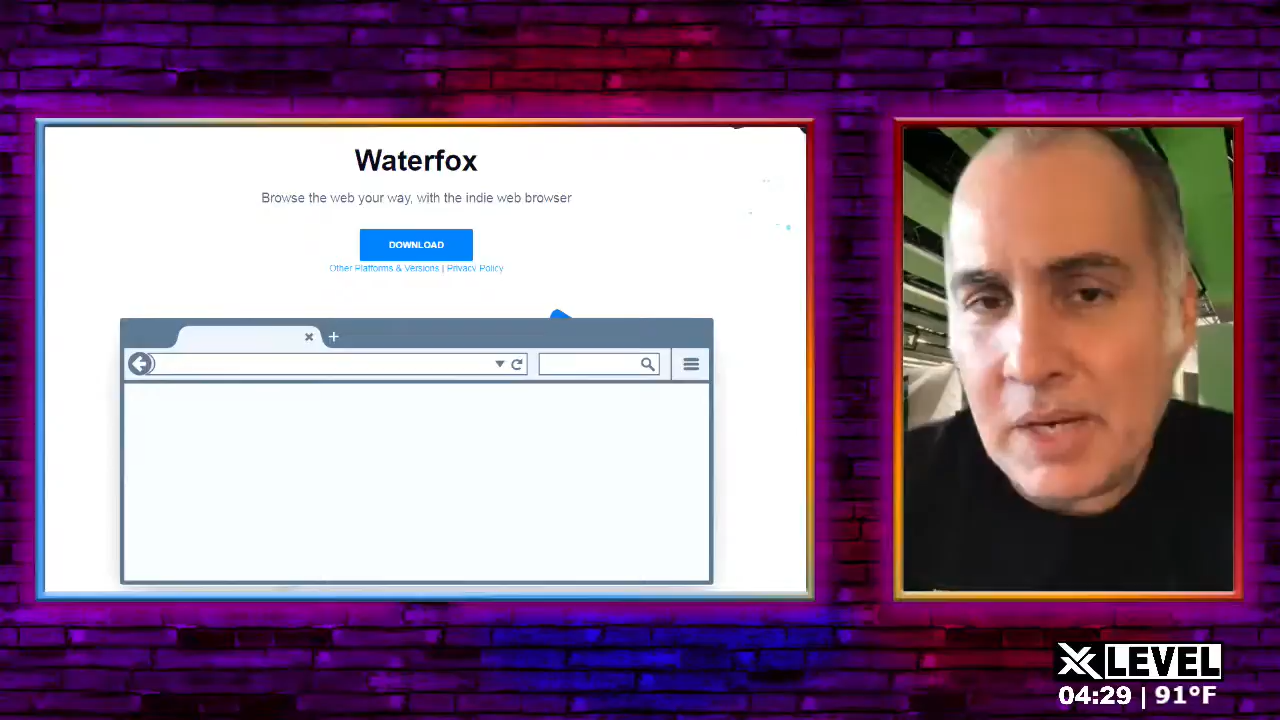 Waterfox
Browse the web your way, with the indie web browser
DOWNLOAD
Other Platforms & Versions | Privacy Policy
X LEVEL
04:29 | 91°F